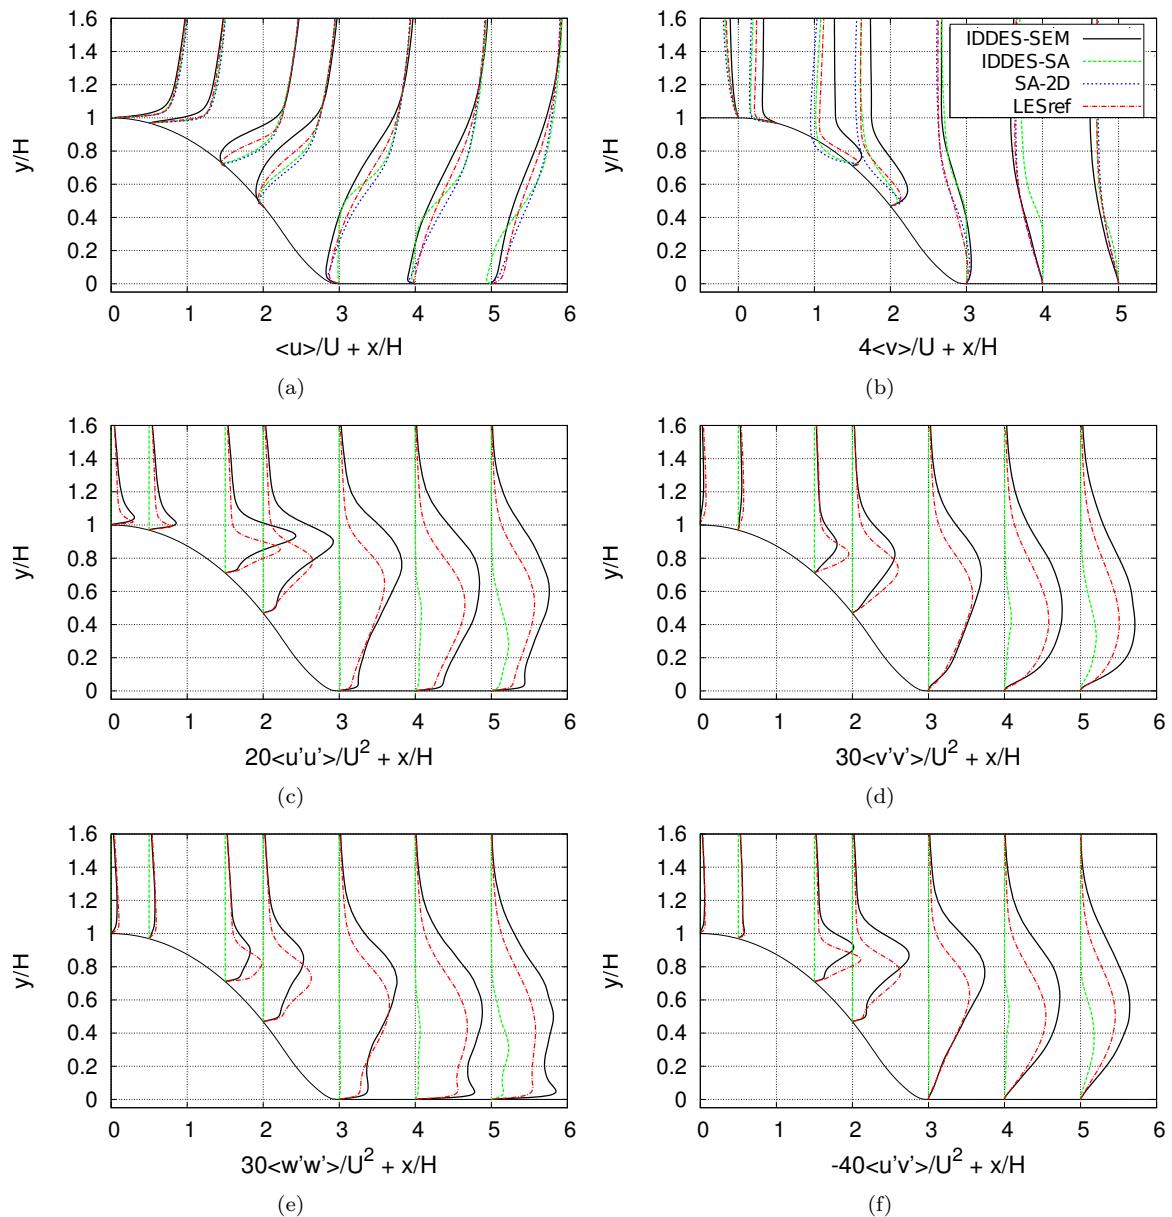 1.6
1.4
1.2
1
0.8
0.6
0.4
0.2
0
y/H
0 1 2 3 4 5 6
<u>/U + x/H
(a)
1.6
1.4
1.2
1
0.8
0.6
0.4
0.2
0
y/H
IDDES-SEM
IDDES-SA
SA-2D
LESref
0 1 2 3 4 5
4<v>/U + x/H
(b)
1.6
1.4
1.2
1
0.8
0.6
0.4
0.2
0
y/H
0 1 2 3 4 5 6
20<u'u'>/U² + x/H
(c)
1.6
1.4
1.2
1
0.8
0.6
0.4
0.2
0
y/H
0 1 2 3 4 5 6
30<v'v'>/U² + x/H
(d)
1.6
1.4
1.2
1
0.8
0.6
0.4
0.2
0
y/H
0 1 2 3 4 5 6
30<w'w'>/U² + x/H
(e)
1.6
1.4
1.2
1
0.8
0.6
0.4
0.2
0
y/H
0 1 2 3 4 5 6
-40<u'v'>/U² + x/H
(f)